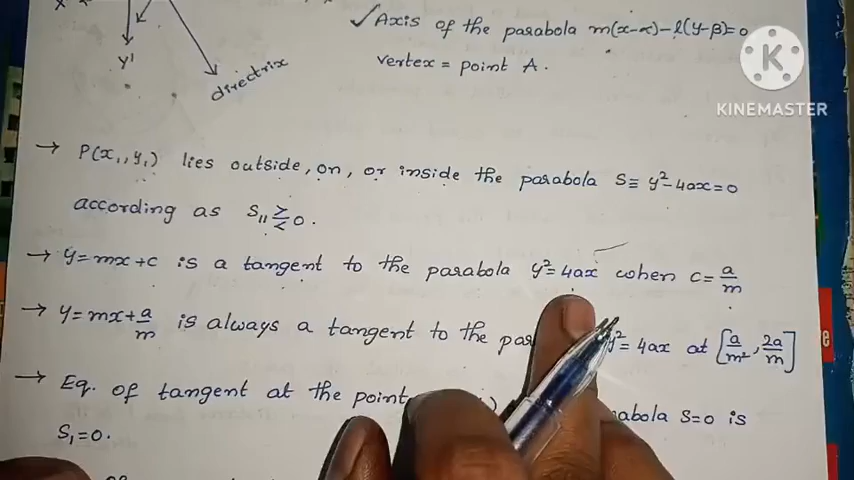 X
Y'
directrix
✓Axis of the parabola m(x-α)-l(y-β)=0
vertex = point A.
KINEMASTER
→ P(x₁, y₁) lies outside, on, or inside the parabola S≡ y²-4ax=0
according as S₁₁ ⋛ 0.
→ y=mx+c is a tangent to the parabola y²=4ax when c=a/m
→ y=mx+a/m is always a tangent to the y²=4ax at [a/m², 2a/m]
→ Eq. of tangent at the point S=0 is
S₁=0.